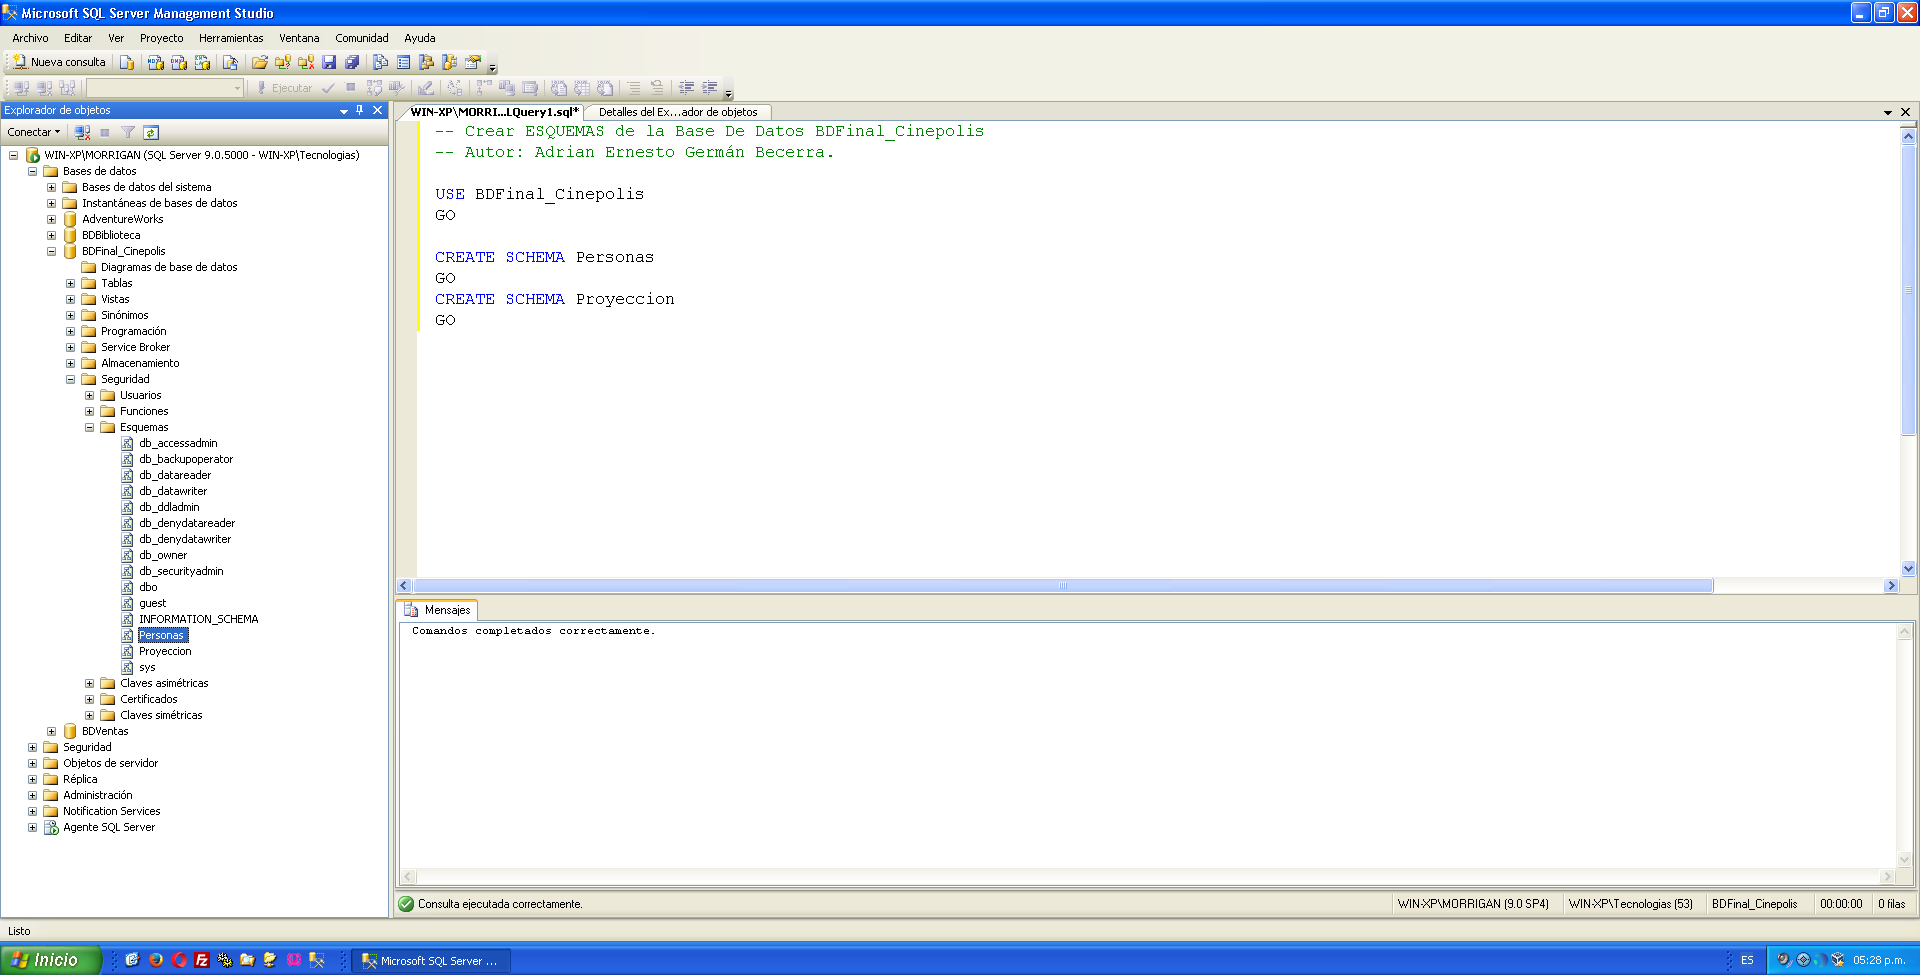 Microsoft SQL Server Management Studio
Archivo Editar Ver Proyecto Herramientas Ventana Comunidad Ayuda
Nueva consulta
Ejecutar
Explorador de objetos
Conectar
WIN-XP\MORRIGAN (SQL Server 9.0.5000 - WIN-XP\Tecnologias)
Bases de datos
Bases de datos del sistema
Instantáneas de bases de datos
AdventureWorks
BDBiblioteca
BDFinal_Cinepolis
Diagramas de base de datos
Tablas
Vistas
Sinónimos
Programación
Service Broker
Almacenamiento
Seguridad
Usuarios
Funciones
Esquemas
db_accessadmin
db_backupoperator
db_datareader
db_datawriter
db_ddladmin
db_denydatareader
db_denydatawriter
db_owner
db_securityadmin
dbo
guest
INFORMATION_SCHEMA
Personas
Proyeccion
sys
Claves asimétricas
Certificados
Claves simétricas
BDVentas
Seguridad
Objetos de servidor
Réplica
Administración
Notification Services
Agente SQL Server
WIN-XP\MORRI...LQuery1.sql* Detalles del Ex...ador de objetos
-- Crear ESQUEMAS de la Base De Datos BDFinal_Cinepolis
-- Autor: Adrian Ernesto Germán Becerra.
USE BDFinal_Cinepolis
GO
CREATE SCHEMA Personas
GO
CREATE SCHEMA Proyeccion
GO
Mensajes
Comandos completados correctamente.
Consulta ejecutada correctamente. WIN-XP\MORRIGAN (9.0 SP4) WIN-XP\Tecnologias (53) BDFinal_Cinepolis 00:00:00 0 filas
Listo
Inicio Microsoft SQL Server ... ES 05:28 p.m.